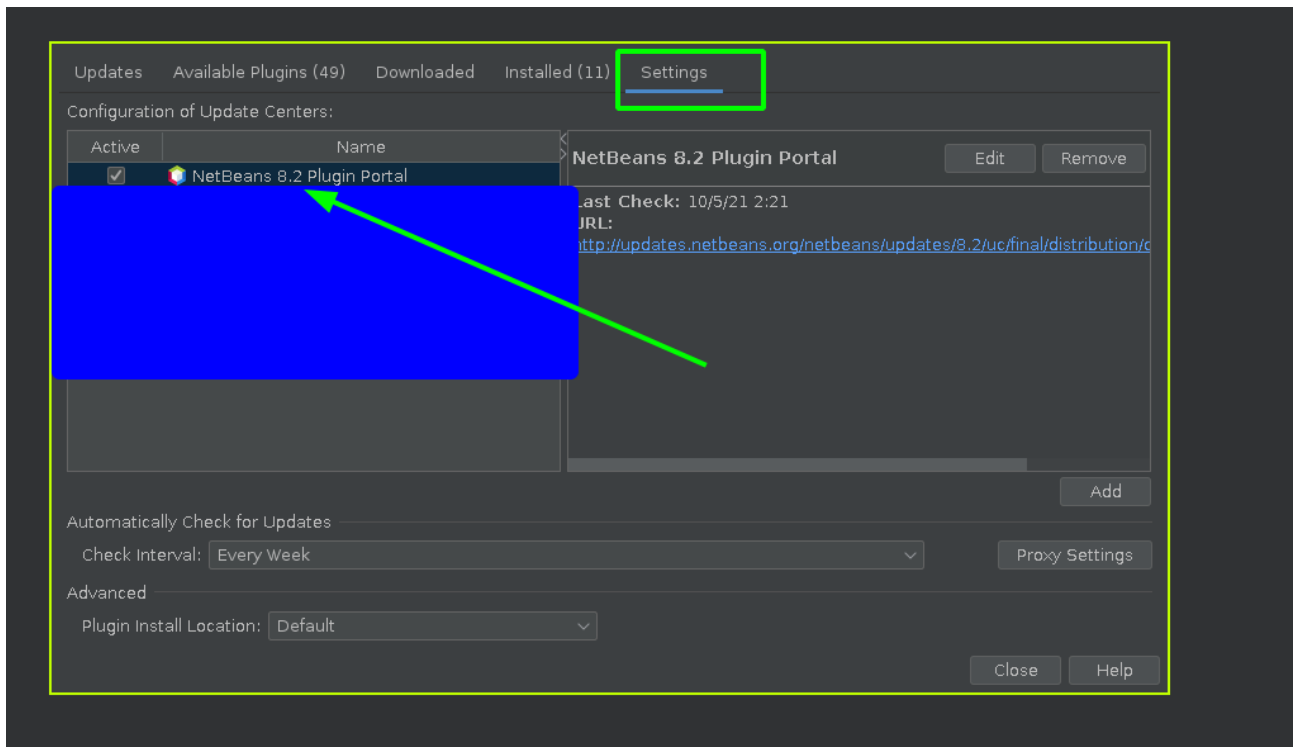 Updates Available Plugins (49) Downloaded Installed (11) Settings
Configuration of Update Centers:
Active Name
NetBeans 8.2 Plugin Portal
NetBeans 8.2 Plugin Portal Edit Remove
Last Check: 10/5/21 2:21
URL:
http://updates.netbeans.org/netbeans/updates/8.2/uc/final/distribution/c
Add
Automatically Check for Updates
Check Interval: Every Week Proxy Settings
Advanced
Plugin Install Location: Default
Close Help